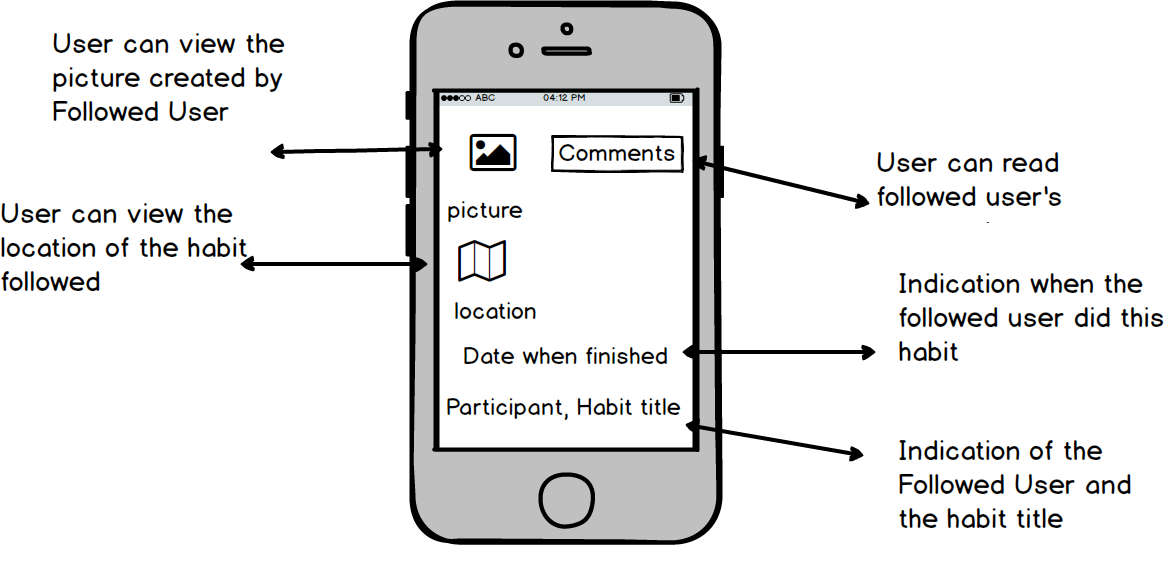 User can view the
picture created by
Followed User
User can view the
location of the habit
followed
ABC
04:12 PM
Comments
picture
location
Date when finished
Participant, Habit title
User can read
followed user's
Indication when the
followed user did this
habit
Indication of the
Followed User and
the habit title